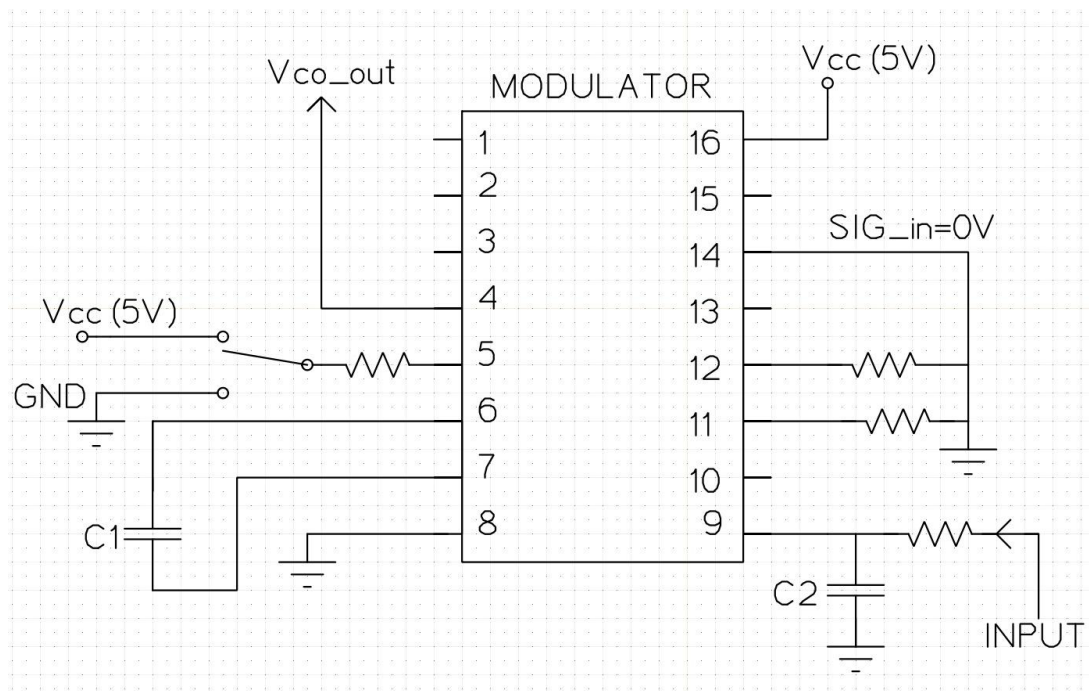 Vco_out
MODULATOR
Vcc (5V)
1
16
2
15
3
SIG_in=0V
14
4
13
Vcc (5V)
5
12
GND
6
11
7
10
8
9
C1
C2
INPUT